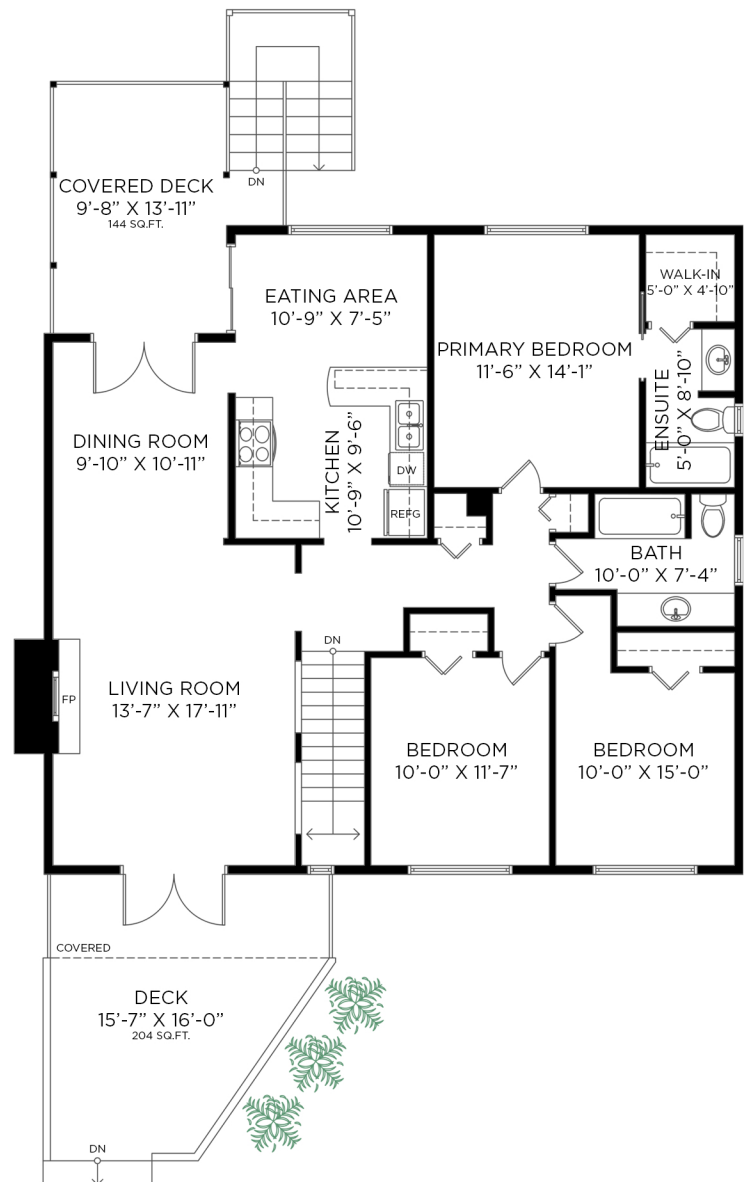 DN
COVERED DECK
9'-8" X 13'-11"
144 SQ.FT.
EATING AREA
10'-9" X 7'-5"
WALK-IN
5'-0" X 4'-10"
PRIMARY BEDROOM
11'-6" X 14'-1"
ENSUITE
5'-0" X 8'-10"
DINING ROOM
9'-10" X 10'-11"
KITCHEN
10'-9" X 9'-6"
DW
REFG
BATH
10'-0" X 7'-4"
DN
LIVING ROOM
13'-7" X 17'-11"
FP
BEDROOM
10'-0" X 11'-7"
BEDROOM
10'-0" X 15'-0"
COVERED
DECK
15'-7" X 16'-0"
204 SQ.FT.
DN